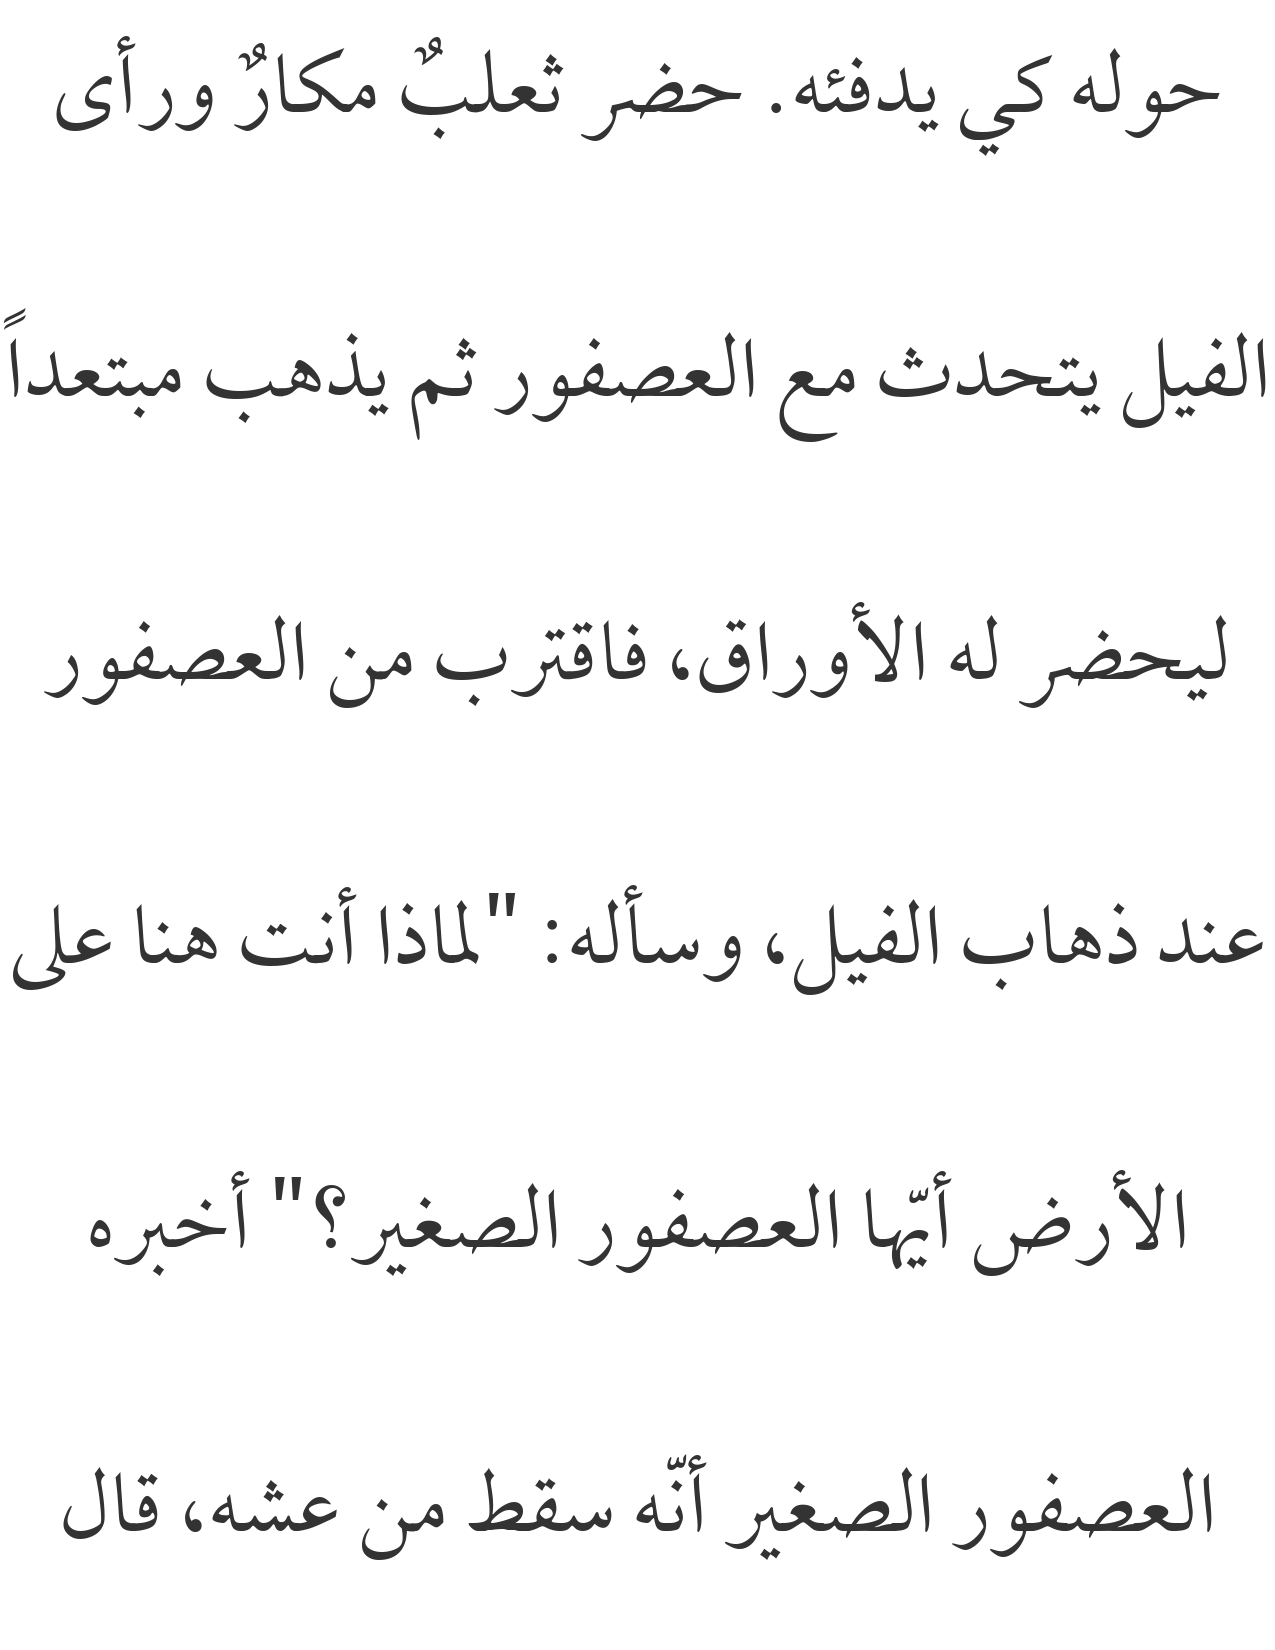 حوله كي يدفئه. حضر ثعلبٌ مكارٌ ورأى
الفيل يتحدث مع العصفور ثم يذهب مبتعداً
ليحضر له الأوراق، فاقترب من العصفور
عند ذهاب الفيل، وسأله: "لماذا أنت هنا على
الأرض أيّها العصفور الصغير؟" أخبره
العصفور الصغير أنّه سقط من عشه، قال